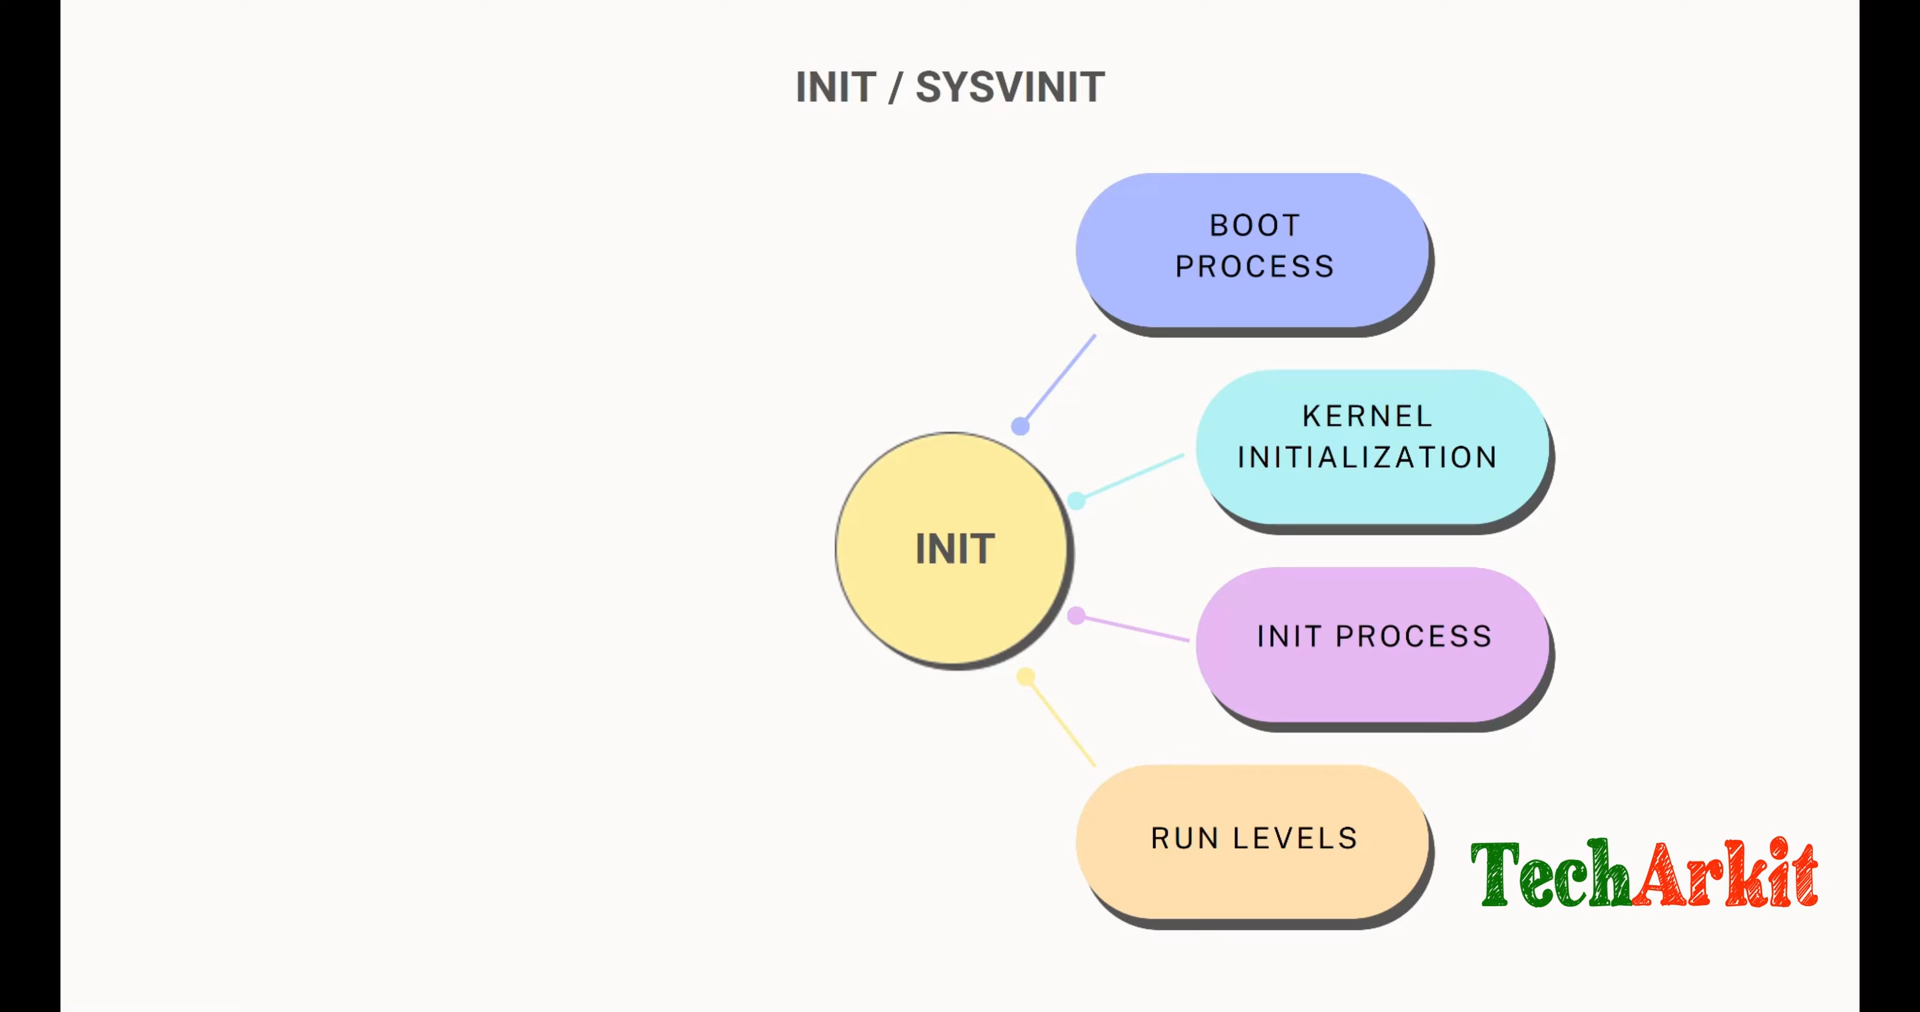 INIT / SYSVINIT
BOOT
PROCESS
KERNEL
INITIALIZATION
INIT
INIT PROCESS
RUN LEVELS
TechArkit